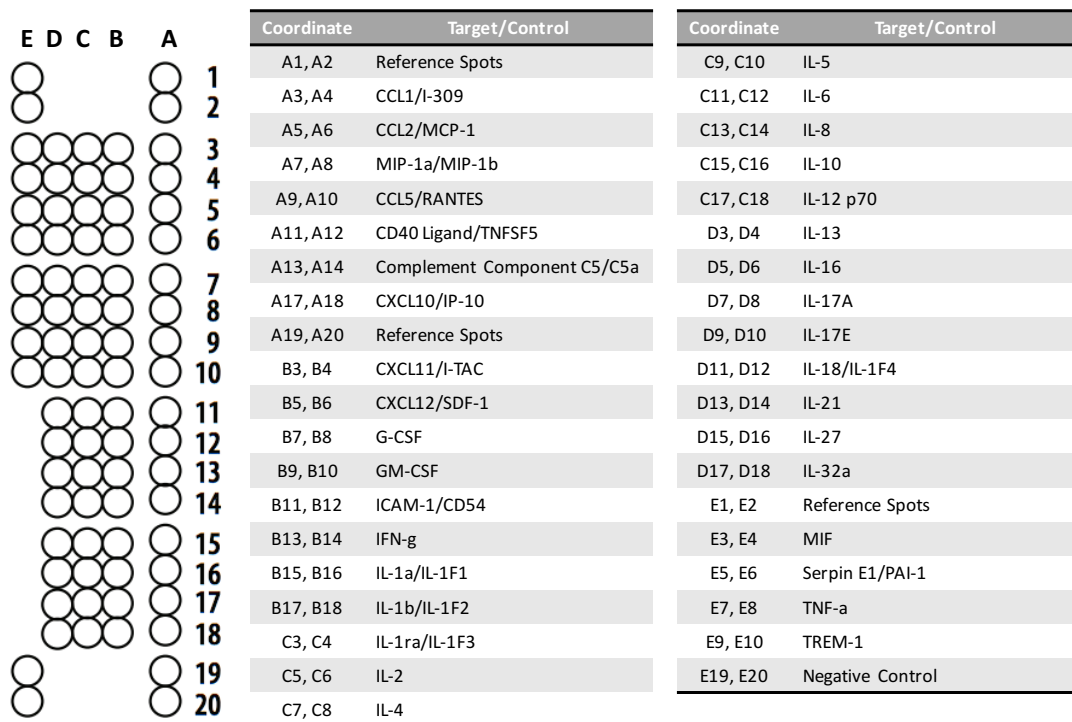 E D C B A
1
2
3
4
5
6
7
8
9
10
11
12
13
14
15
16
17
18
19
20
Coordinate Target/Control
A1, A2 Reference Spots
A3, A4 CCL1/I-309
A5, A6 CCL2/MCP-1
A7, A8 MIP-1a/MIP-1b
A9, A10 CCL5/RANTES
A11, A12 CD40 Ligand/TNFSF5
A13, A14 Complement Component C5/C5a
A17, A18 CXCL10/IP-10
A19, A20 Reference Spots
B3, B4 CXCL11/I-TAC
B5, B6 CXCL12/SDF-1
B7, B8 G-CSF
B9, B10 GM-CSF
B11, B12 ICAM-1/CD54
B13, B14 IFN-g
B15, B16 IL-1a/IL-1F1
B17, B18 IL-1b/IL-1F2
C3, C4 IL-1ra/IL-1F3
C5, C6 IL-2
C7, C8 IL-4
Coordinate Target/Control
C9, C10 IL-5
C11, C12 IL-6
C13, C14 IL-8
C15, C16 IL-10
C17, C18 IL-12 p70
D3, D4 IL-13
D5, D6 IL-16
D7, D8 IL-17A
D9, D10 IL-17E
D11, D12 IL-18/IL-1F4
D13, D14 IL-21
D15, D16 IL-27
D17, D18 IL-32a
E1, E2 Reference Spots
E3, E4 MIF
E5, E6 Serpin E1/PAI-1
E7, E8 TNF-a
E9, E10 TREM-1
E19, E20 Negative Control